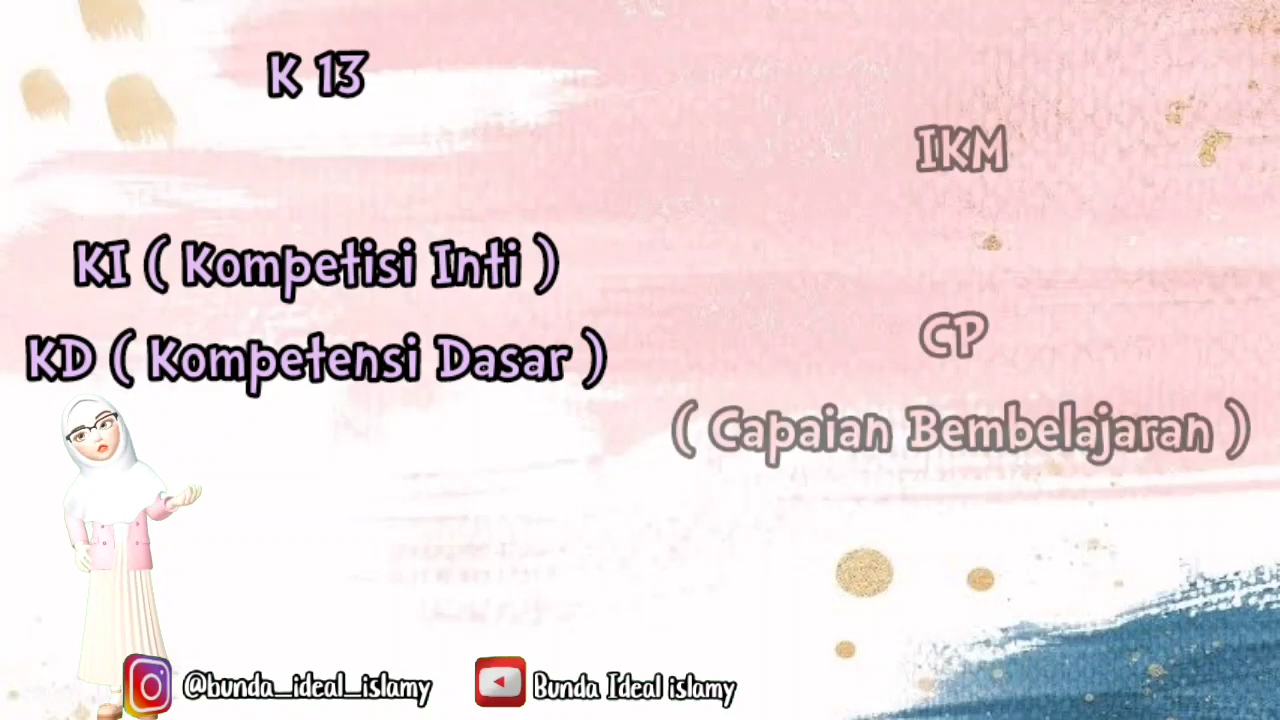 K 13
KI ( Kompetisi Inti )
KD ( Kompetensi Dasar )
IKM
CP
( Capaian Bembelajaran )
@bunda_ideal_islamy
Bunda Ideal islamy